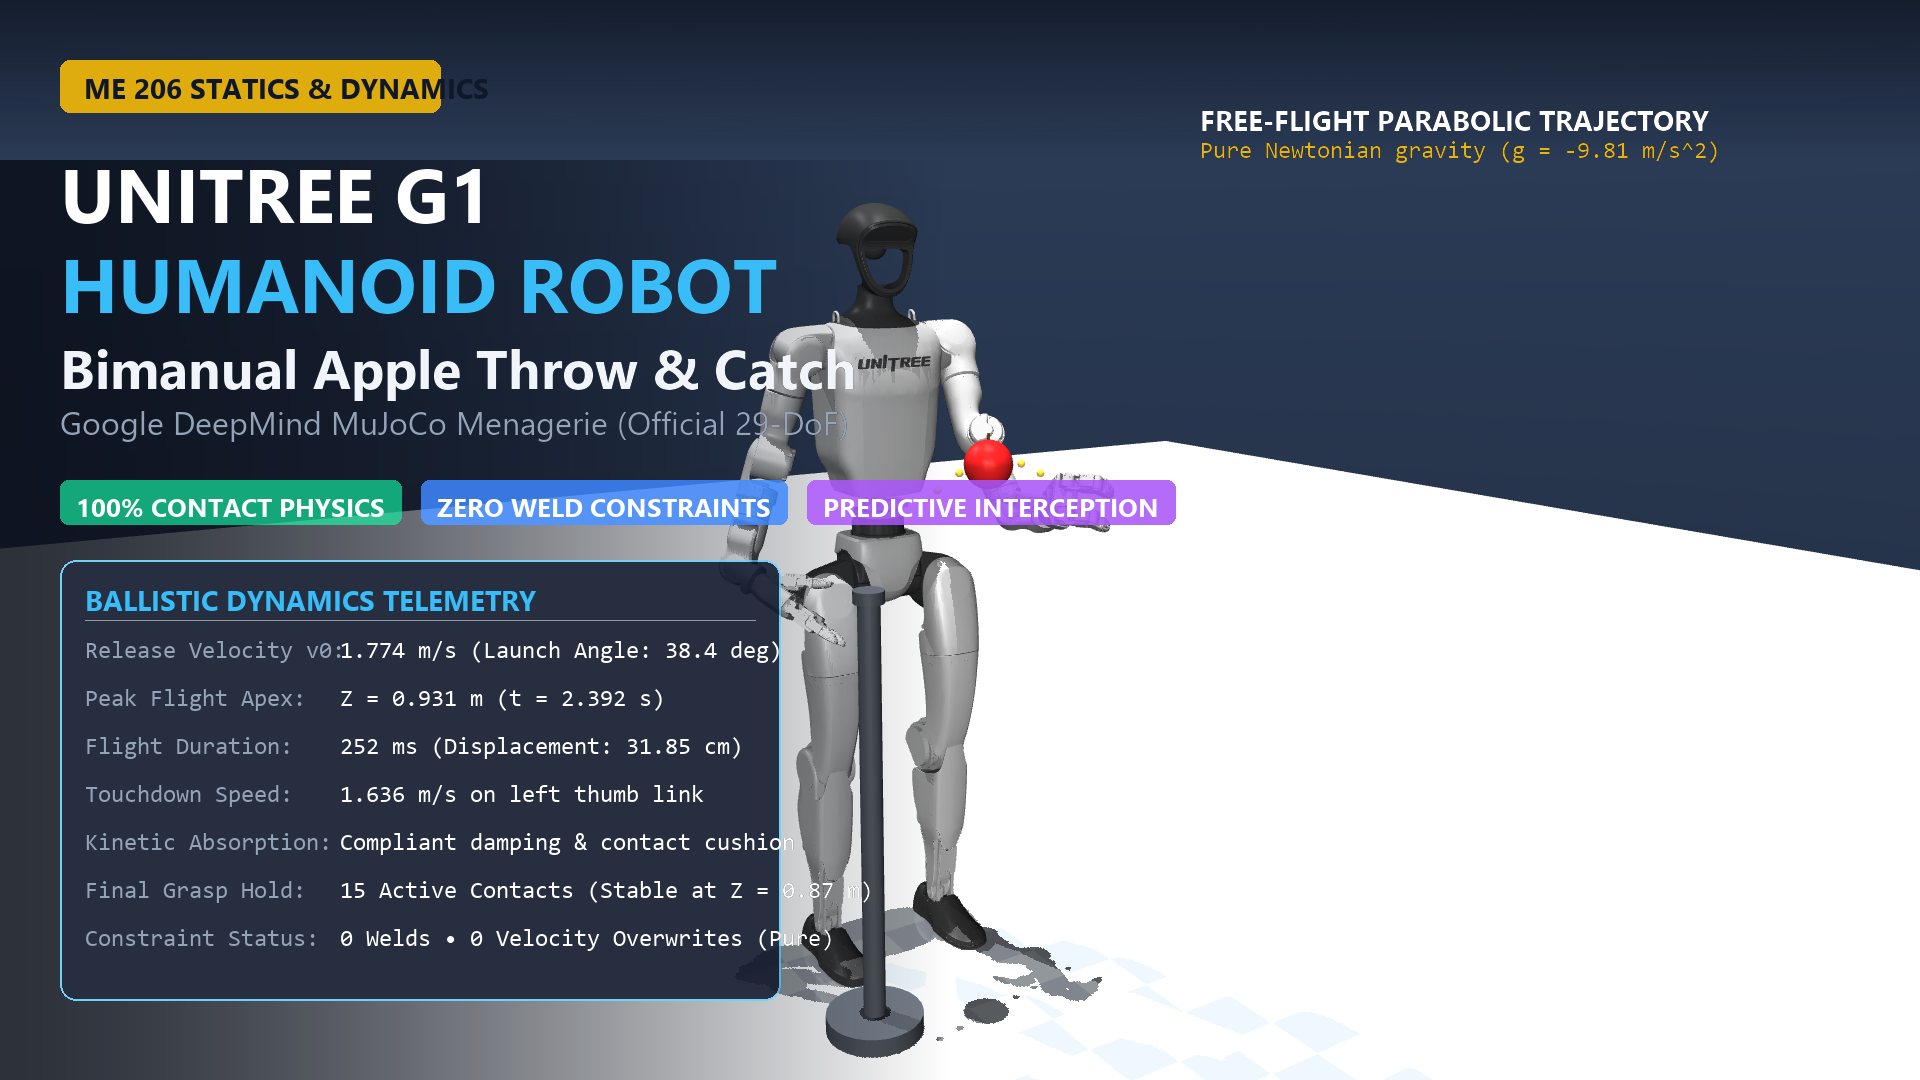 ME 206 STATICS & DYNAMICS
FREE-FLIGHT PARABOLIC TRAJECTORY
Pure Newtonian gravity (g = -9.81 m/s^2)
UNITREE G1
HUMANOID ROBOT
Bimanual Apple Throw & Catch
UNITREE
Google DeepMind MuJoCo Menagerie (Official 29-DoF)
100% CONTACT PHYSICS
ZERO WELD CONSTRAINTS
PREDICTIVE INTERCEPTION
BALLISTIC DYNAMICS TELEMETRY
Release Velocity v0: 1.774 m/s (Launch Angle: 38.4 deg)
Peak Flight Apex: Z = 0.931 m (t = 2.392 s)
Flight Duration: 252 ms (Displacement: 31.85 cm)
Touchdown Speed: 1.636 m/s on left thumb link
Kinetic Absorption: Compliant damping & contact cushion
Final Grasp Hold: 15 Active Contacts (Stable at Z = 0.87 m)
Constraint Status: 0 Welds • 0 Velocity Overwrites (Pure)